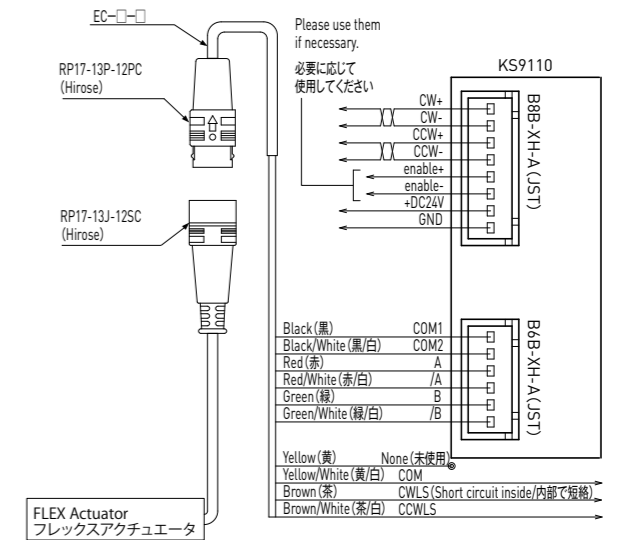 EC-□-□
RP17-13P-12PC
(Hirose)
RP17-13J-12SC
(Hirose)
FLEX Actuator
フレックスアクチュエータ
Please use them
if necessary.
必要に応じて
使用してください
KS9110
CW+
CW-
CCW+
CCW-
enable+
enable-
+DC24V
GND
B8B-XH-A (JST)
Black(黒) COM1
Black/White(黒/白) COM2
Red(赤) A
Red/White(赤/白) /A
Green(緑) B
Green/White(緑/白) /B
B6B-XH-A(JST)
Yellow(黄) None(未使用)
Yellow/White(黄/白) COM
Brown(茶) CWLS(Short circuit inside/内部で短絡)
Brown/White(茶/白) CCWLS